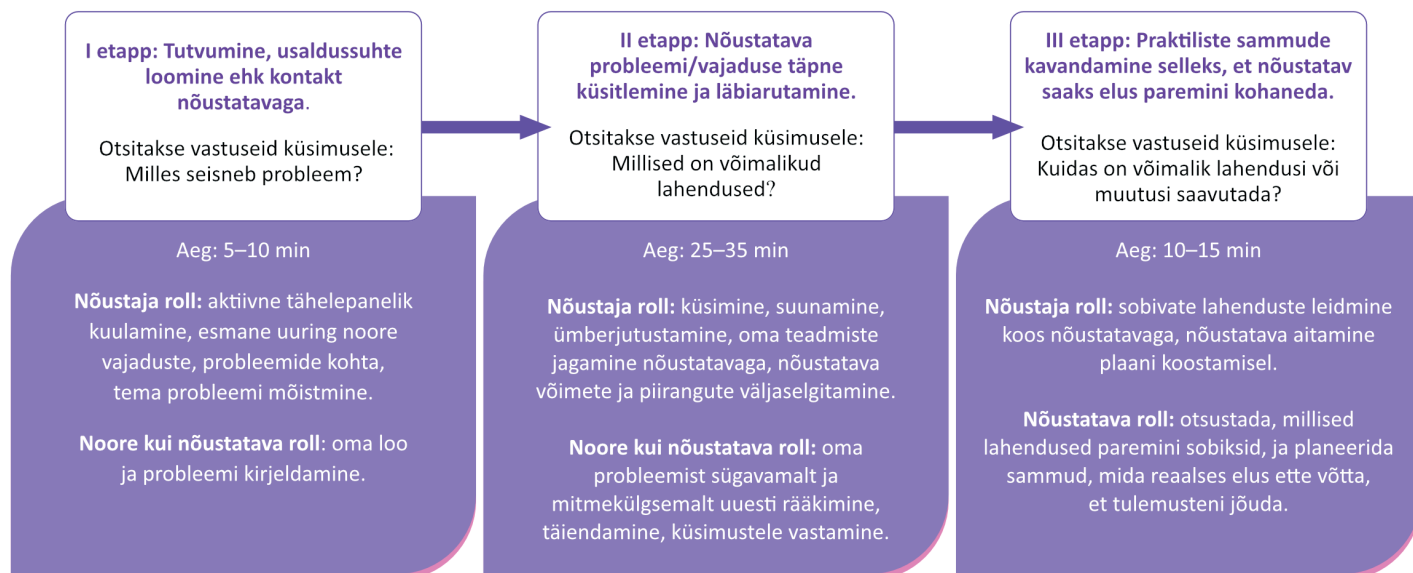 I etapp: Tutvumine, usaldussuhte
loomine ehk kontakt
nõustatavaga.
Otsitakse vastuseid küsimusele:
Milles seisneb probleem?
Aeg: 5–10 min
Nõustaja roll: aktiivne tähelepanelik
kuulamine, esmane uuring noore
vajaduste, probleemide kohta,
tema probleemi mõistmine.
Noore kui nõustatava roll: oma loo
ja probleemi kirjeldamine.
II etapp: Nõustatava
probleemi/vajaduse täpne
küsitlemine ja läbiarutamine.
Otsitakse vastuseid küsimusele:
Millised on võimalikud
lahendused?
Aeg: 25–35 min
Nõustaja roll: küsimine, suunamine,
ümberjutustamine, oma teadmiste
jagamine nõustatavaga, nõustatava
võimete ja piirangute väljaselgitamine.
Noore kui nõustatava roll: oma
probleemist sügavamalt ja
mitmekülgsemalt uuesti rääkimine,
täiendamine, küsimustele vastamine.
III etapp: Praktiliste sammude
kavandamine selleks, et nõustatav
saaks elus paremini kohaneda.
Otsitakse vastuseid küsimusele:
Kuidas on võimalik lahendusi või
muutusi saavutada?
Aeg: 10–15 min
Nõustaja roll: sobivate lahenduste leidmine
koos nõustatavaga, nõustatava aitamine
plaani koostamisel.
Nõustatava roll: otsustada, millised
lahendused paremini sobiksid, ja planeerida
sammud, mida reaalses elus ette võtta,
et tulemusteni jõuda.